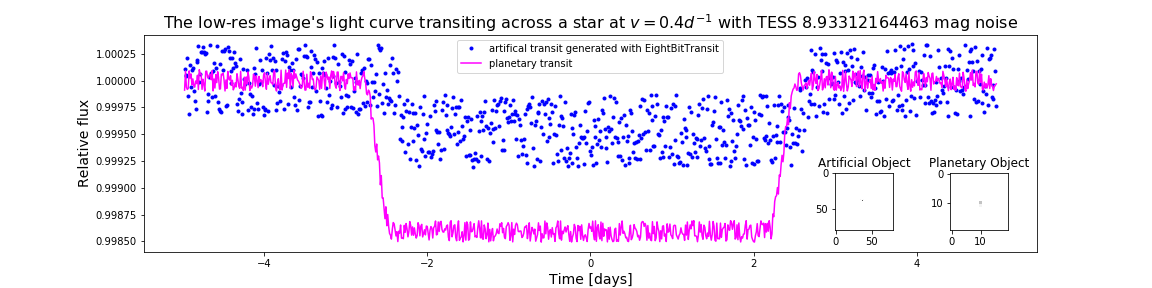 The low-res image's light curve transiting across a star at v = 0.4d⁻¹ with TESS 8.93312164463 mag noise
artifical transit generated with EightBitTransit
planetary transit
Relative flux
1.00025
1.00000
0.99975
0.99950
0.99925
0.99900
0.99875
0.99850
Artificial Object
0
50
0 50
Planetary Object
0
10
0 10
−4 −2 0 2 4
Time [days]